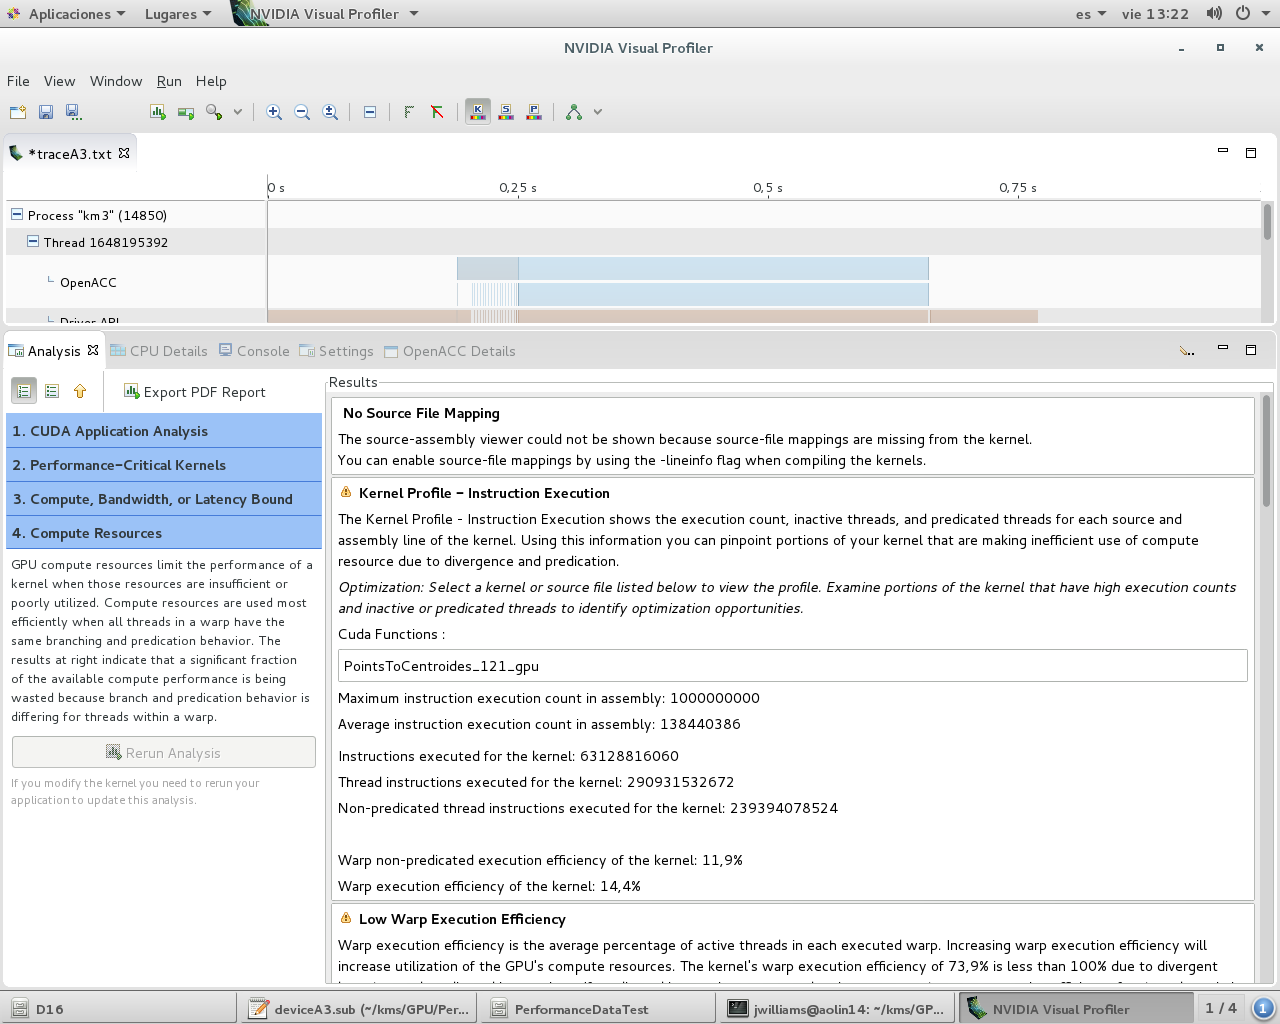 Aplicaciones Lugares NVIDIA Visual Profiler es vie 13:22
NVIDIA Visual Profiler
File View Window Run Help
K S P
*traceA3.txt
0 s 0,25 s 0,5 s 0,75 s
Process "km3" (14850)
Thread 1648195392
OpenACC
Driver API
Analysis CPU Details Console Settings OpenACC Details
Export PDF Report
1. CUDA Application Analysis
2. Performance-Critical Kernels
3. Compute, Bandwidth, or Latency Bound
4. Compute Resources
GPU compute resources limit the performance of a
kernel when those resources are insufficient or
poorly utilized. Compute resources are used most
efficiently when all threads in a warp have the
same branching and predication behavior. The
results at right indicate that a significant fraction
of the available compute performance is being
wasted because branch and predication behavior is
differing for threads within a warp.
Rerun Analysis
If you modify the kernel you need to rerun your
application to update this analysis.
Results
No Source File Mapping
The source-assembly viewer could not be shown because source-file mappings are missing from the kernel.
You can enable source-file mappings by using the -lineinfo flag when compiling the kernels.
Kernel Profile - Instruction Execution
The Kernel Profile - Instruction Execution shows the execution count, inactive threads, and predicated threads for each source and
assembly line of the kernel. Using this information you can pinpoint portions of your kernel that are making inefficient use of compute
resource due to divergence and predication.
Optimization: Select a kernel or source file listed below to view the profile. Examine portions of the kernel that have high execution counts
and inactive or predicated threads to identify optimization opportunities.
Cuda Functions :
PointsToCentroides_121_gpu
Maximum instruction execution count in assembly: 1000000000
Average instruction execution count in assembly: 138440386
Instructions executed for the kernel: 63128816060
Thread instructions executed for the kernel: 290931532672
Non-predicated thread instructions executed for the kernel: 239394078524
Warp non-predicated execution efficiency of the kernel: 11,9%
Warp execution efficiency of the kernel: 14,4%
Low Warp Execution Efficiency
Warp execution efficiency is the average percentage of active threads in each executed warp. Increasing warp execution efficiency will
increase utilization of the GPU's compute resources. The kernel's warp execution efficiency of 73,9% is less than 100% due to divergent
D16 deviceA3.sub (~/kms/GPU/Per... PerformanceDataTest jwilliams@aolin14: ~/kms/GP... NVIDIA Visual Profiler 1 / 4 1